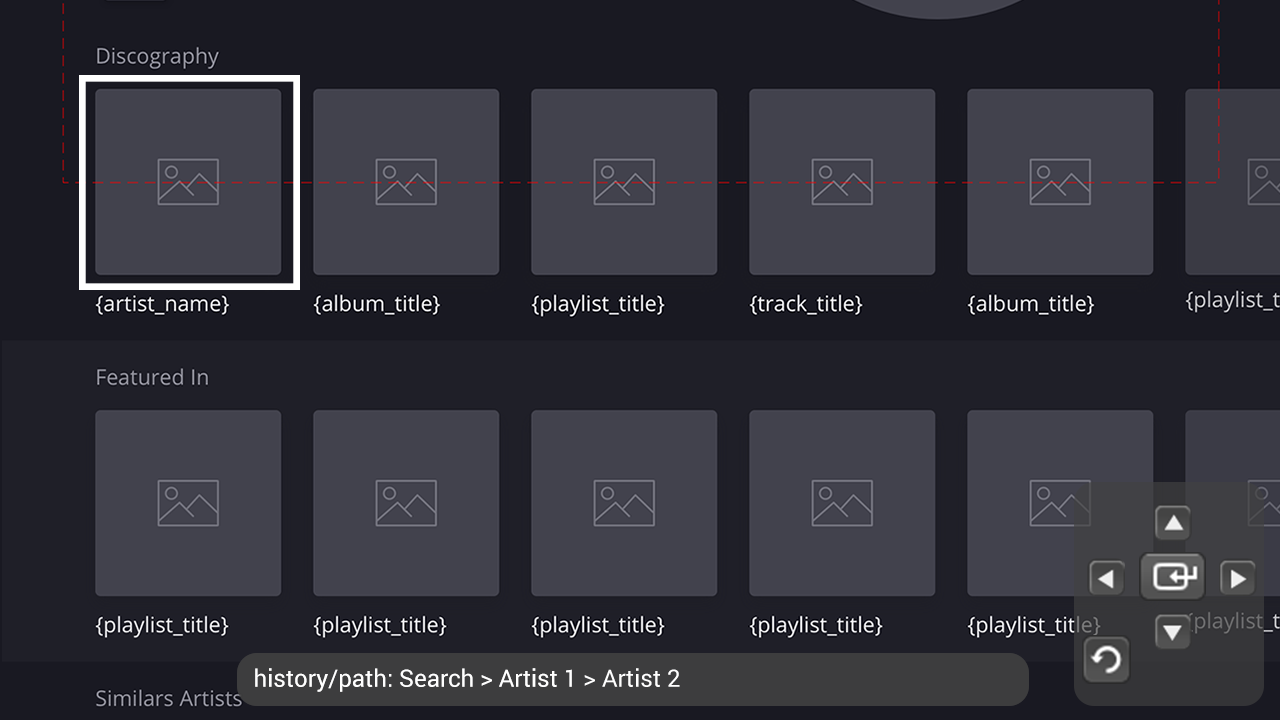 Discography
{artist_name} {album_title} {playlist_title} {track_title} {album_title} {playlist_t
Featured In
{playlist_title} {playlist_title} {playlist_title} {playlist_title} {playlist_title} {playlist_t
history/path: Search > Artist 1 > Artist 2
Similars Artists